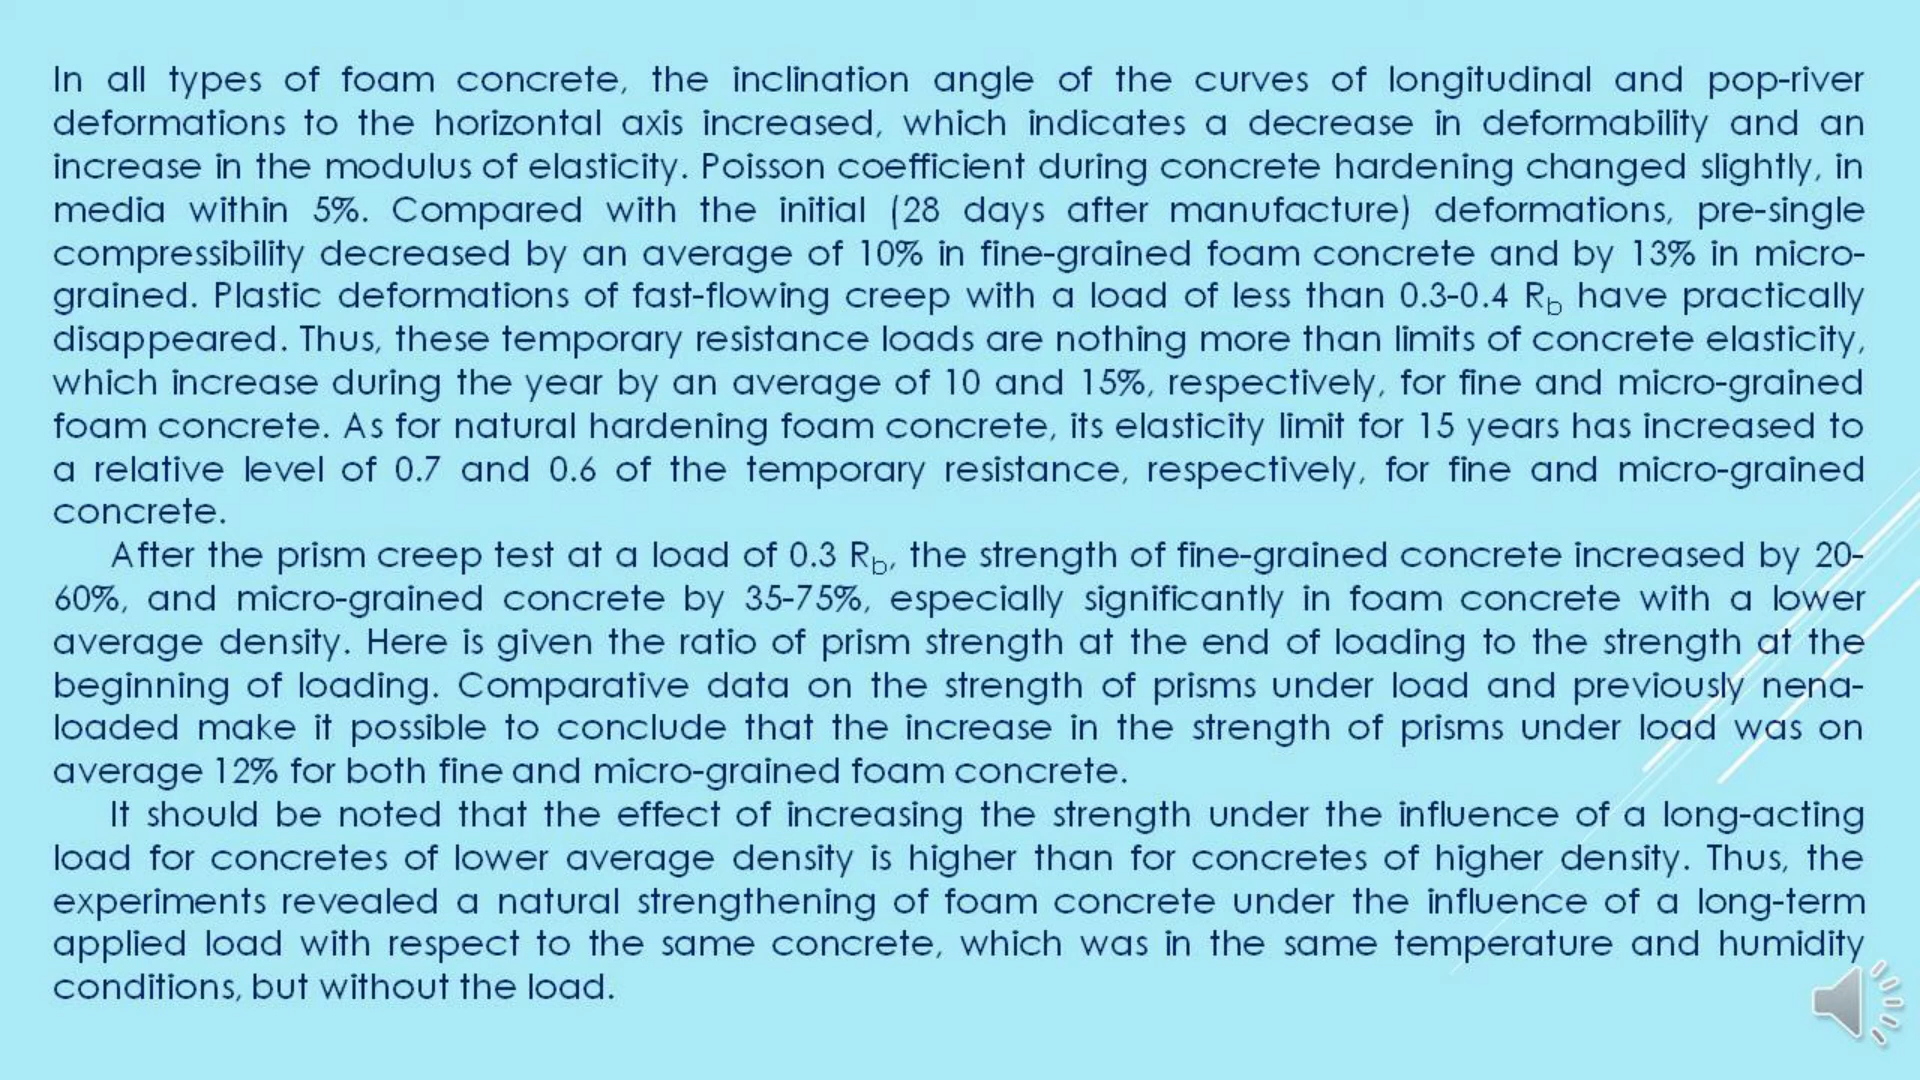 In all types of foam concrete, the inclination angle of the curves of longitudinal and pop-river
deformations to the horizontal axis increased, which indicates a decrease in deformability and an
increase in the modulus of elasticity. Poisson coefficient during concrete hardening changed slightly, in
media within 5%. Compared with the initial (28 days after manufacture) deformations, pre-single
compressibility decreased by an average of 10% in fine-grained foam concrete and by 13% in micro-
grained. Plastic deformations of fast-flowing creep with a load of less than 0.3-0.4 Rb have practically
disappeared. Thus, these temporary resistance loads are nothing more than limits of concrete elasticity,
which increase during the year by an average of 10 and 15%, respectively, for fine and micro-grained
foam concrete. As for natural hardening foam concrete, its elasticity limit for 15 years has increased to
a relative level of 0.7 and 0.6 of the temporary resistance, respectively, for fine and micro-grained
concrete.
After the prism creep test at a load of 0.3 Rb, the strength of fine-grained concrete increased by 20-
60%, and micro-grained concrete by 35-75%, especially significantly in foam concrete with a lower
average density. Here is given the ratio of prism strength at the end of loading to the strength at the
beginning of loading. Comparative data on the strength of prisms under load and previously nena-
loaded make it possible to conclude that the increase in the strength of prisms under load was on
average 12% for both fine and micro-grained foam concrete.
It should be noted that the effect of increasing the strength under the influence of a long-acting
load for concretes of lower average density is higher than for concretes of higher density. Thus, the
experiments revealed a natural strengthening of foam concrete under the influence of a long-term
applied load with respect to the same concrete, which was in the same temperature and humidity
conditions, but without the load.